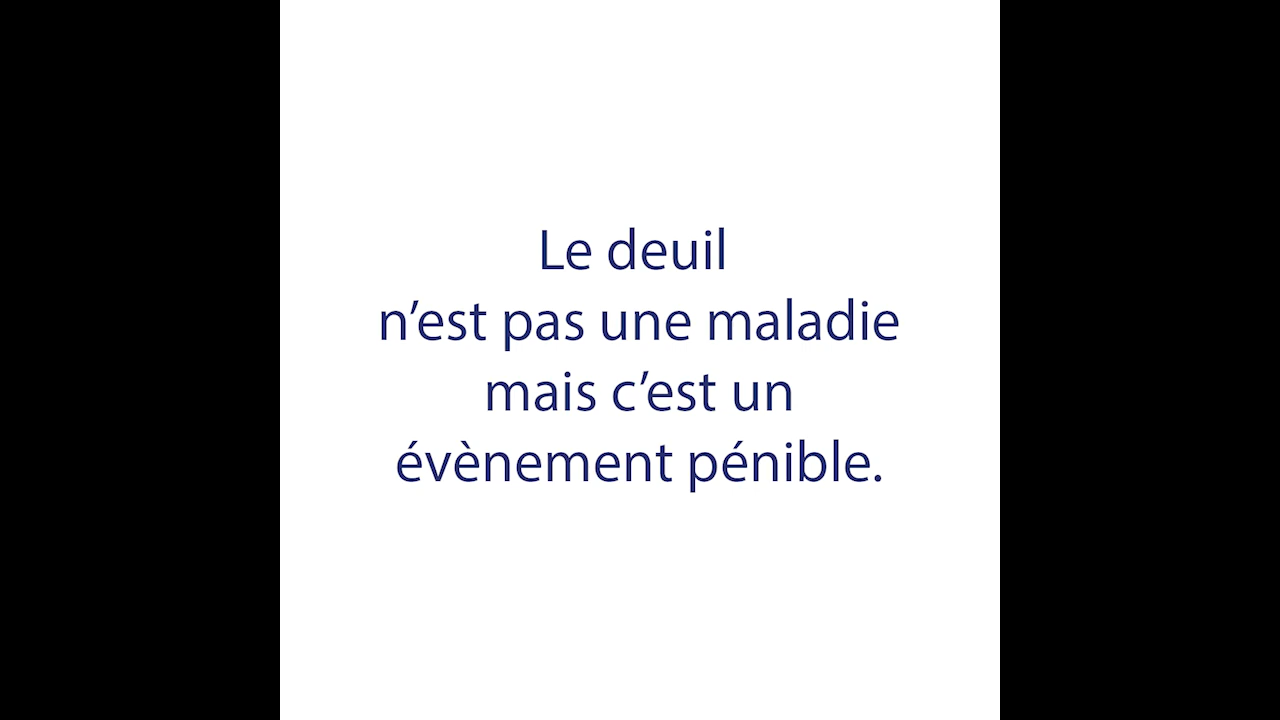 Le deuil
n’est pas une maladie
mais c’est un
évènement pénible.